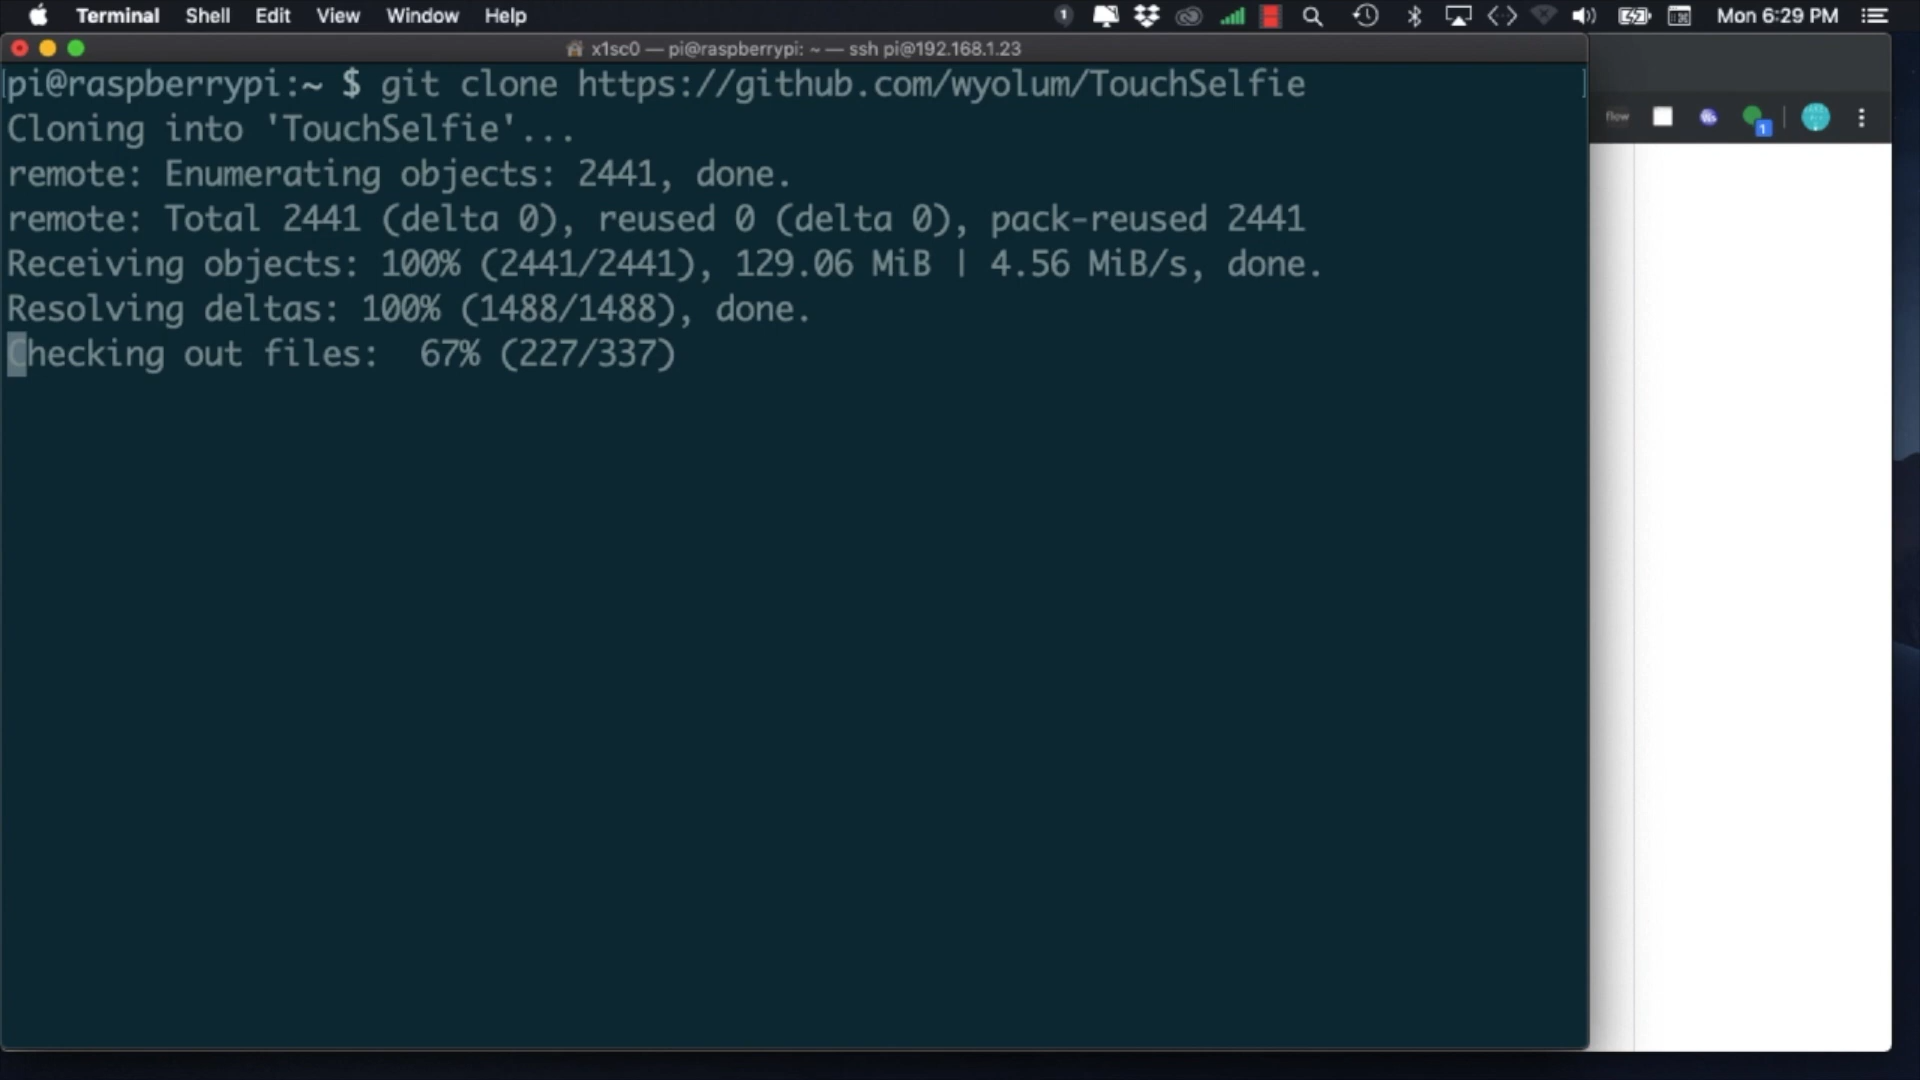 Terminal Shell Edit View Window Help 1 Mon 6:29 PM
x1sc0 — pi@raspberrypi: ~ — ssh pi@192.168.1.23
pi@raspberrypi:~ $ git clone https://github.com/wyolum/TouchSelfie
Cloning into 'TouchSelfie'...
remote: Enumerating objects: 2441, done.
remote: Total 2441 (delta 0), reused 0 (delta 0), pack-reused 2441
Receiving objects: 100% (2441/2441), 129.06 MiB | 4.56 MiB/s, done.
Resolving deltas: 100% (1488/1488), done.
Checking out files:  67% (227/337)
flow
1